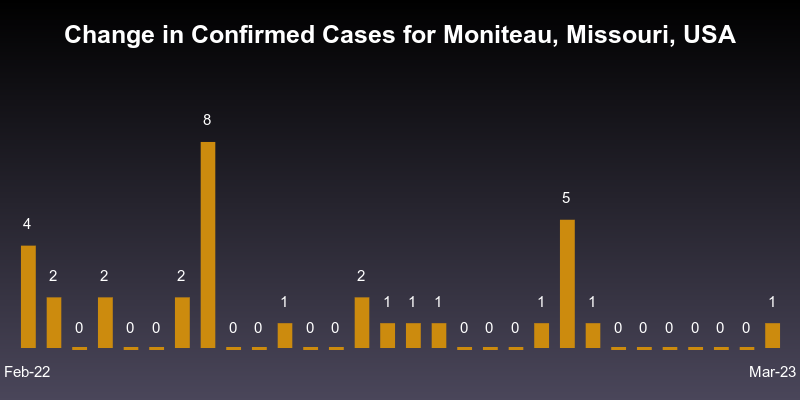 Change in Confirmed Cases for Moniteau, Missouri, USA
4 2 0 2 0 0 2 8 0 0 1 0 0 2 1 1 1 0 0 0 1 5 1 0 0 0 0 0 0 1
Feb-22 Mar-23